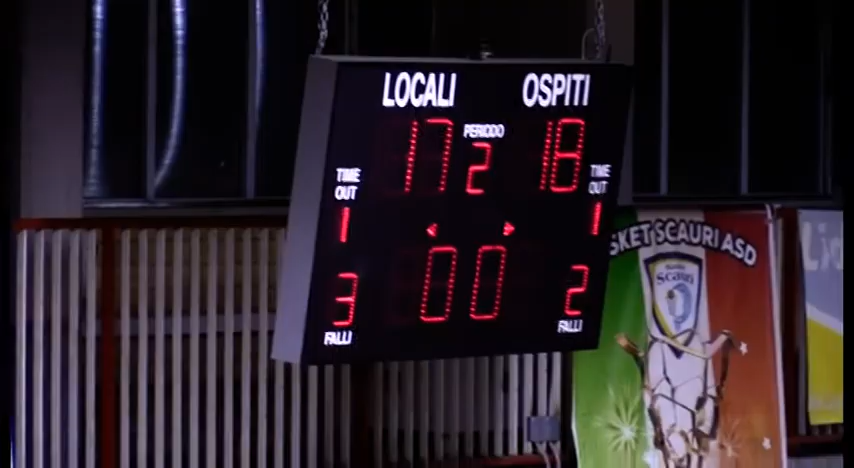 LOCALI OSPITI
17 PERIODO 18
2
TIME OUT TIME OUT
1 1
00
3 2
FALLI FALLI
SKET SCAURI ASD
Scauri